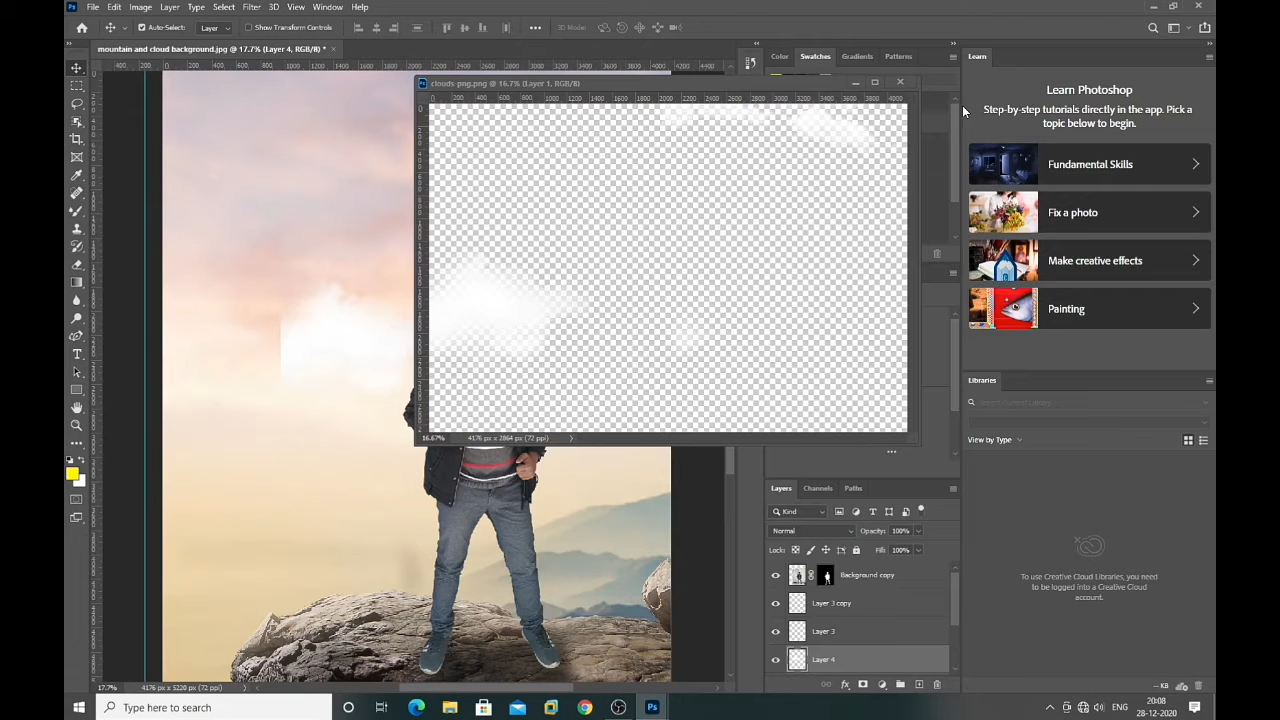 Ps File Edit Image Layer Type Select Filter 3D View Window Help
Auto-Select: Layer Show Transform Controls 3D Mode:
mountain and cloud background.jpg @ 17.7% (Layer 4, RGB/8) *
Color Swatches Gradients Patterns
Learn
clouds-png.png @ 16.7% (Layer 1, RGB/8)
Learn Photoshop
Step-by-step tutorials directly in the app. Pick a
topic below to begin.
Fundamental Skills
Fix a photo
Make creative effects
Painting
Libraries
View by Type
16.67% 4176 px x 2864 px (72 ppi)
Layers Channels Paths
Kind
Normal Opacity: 100%
Lock: Fill: 100%
Background copy
Layer 3 copy
Layer 3
Layer 4
To use Creative Cloud Libraries, you need
to be logged into a Creative Cloud
account.
-- KB
17.7% 4176 px x 5220 px (72 ppi)
Type here to search
20:08
28-12-2020